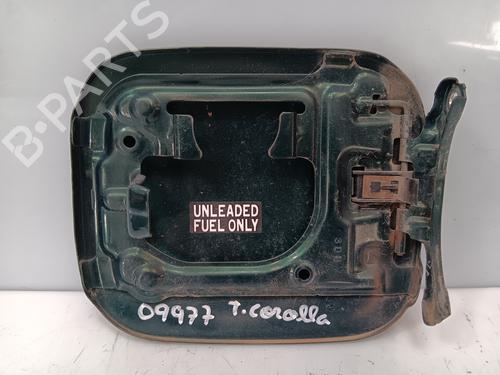 B-PARTS
UNLEADED
FUEL ONLY
09977 T. Corolla